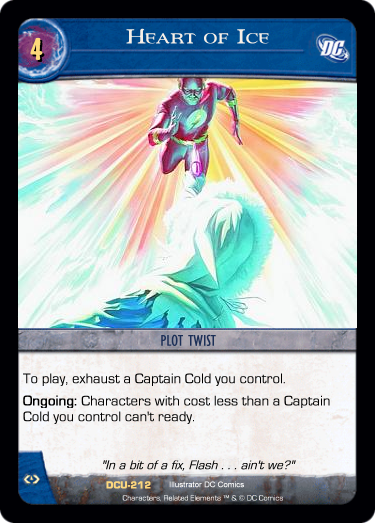 4
Heart of Ice
DC
PLOT TWIST
To play, exhaust a Captain Cold you control.
Ongoing: Characters with cost less than a Captain
Cold you control can't ready.
"In a bit of a fix, Flash . . . ain't we?"
DCU-212 Illustrator DC Comics
Characters, Related Elements ™ & © DC Comics